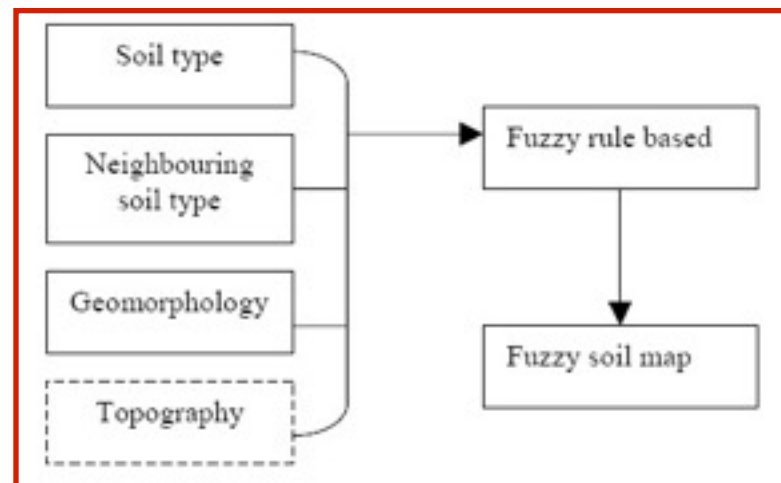 Soil type
Neighbouring
soil type
Geomorphology
Topography
Fuzzy rule based
Fuzzy soil map